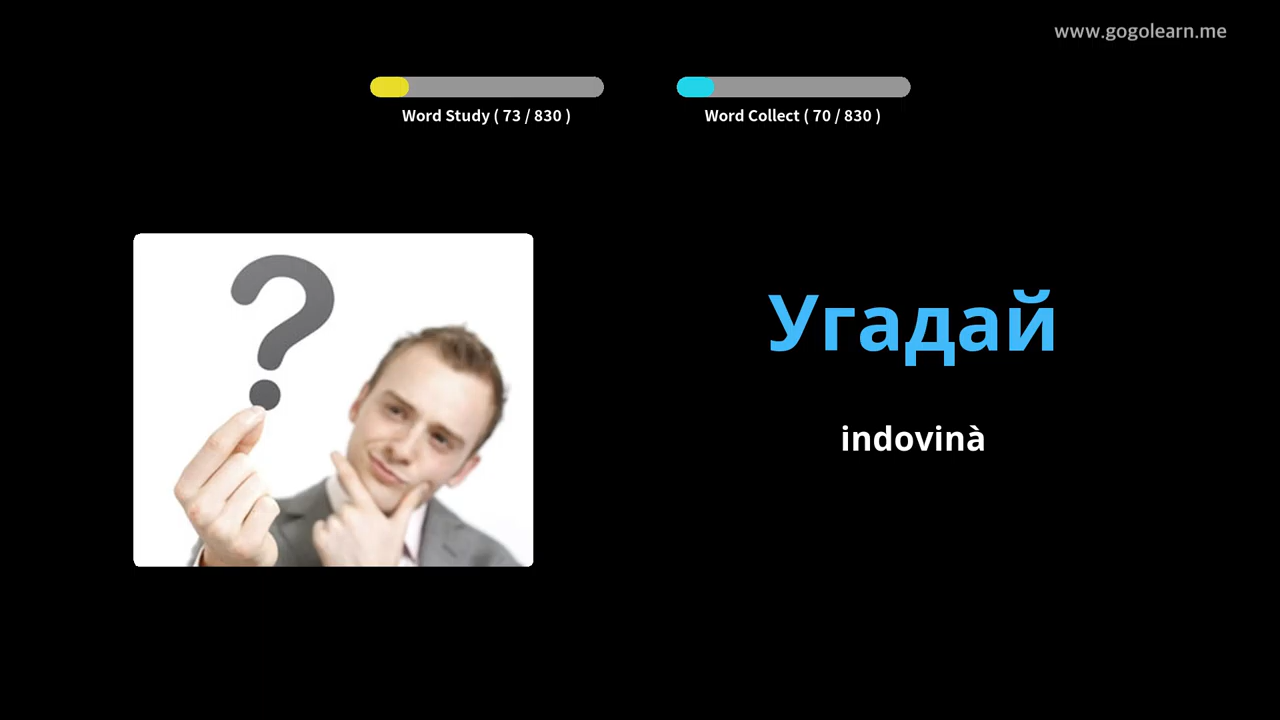 www.gogolearn.me
Word Study ( 73 / 830 )
Word Collect ( 70 / 830 )
Угадай
indovinà